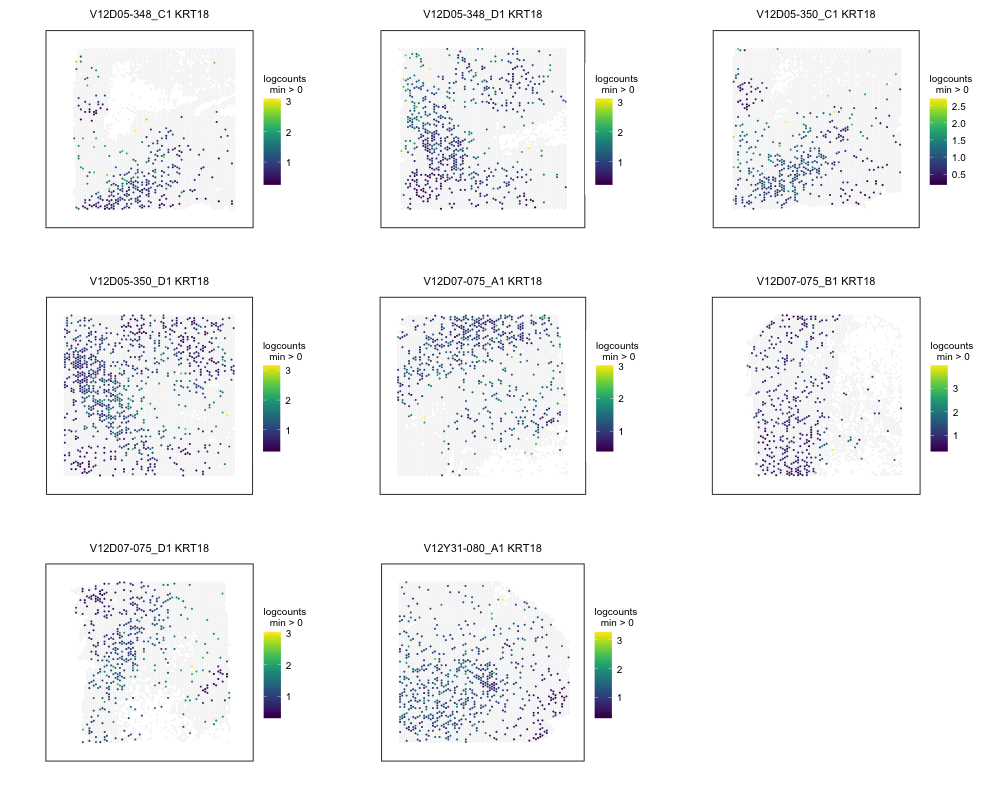 V12D05-348_C1 KRT18
logcounts
min > 0
3
2
1
V12D05-348_D1 KRT18
logcounts
min > 0
3
2
1
V12D05-350_C1 KRT18
logcounts
min > 0
2.5
2.0
1.5
1.0
0.5
V12D05-350_D1 KRT18
logcounts
min > 0
3
2
1
V12D07-075_A1 KRT18
logcounts
min > 0
3
2
1
V12D07-075_B1 KRT18
logcounts
min > 0
3
2
1
V12D07-075_D1 KRT18
logcounts
min > 0
3
2
1
V12Y31-080_A1 KRT18
logcounts
min > 0
3
2
1